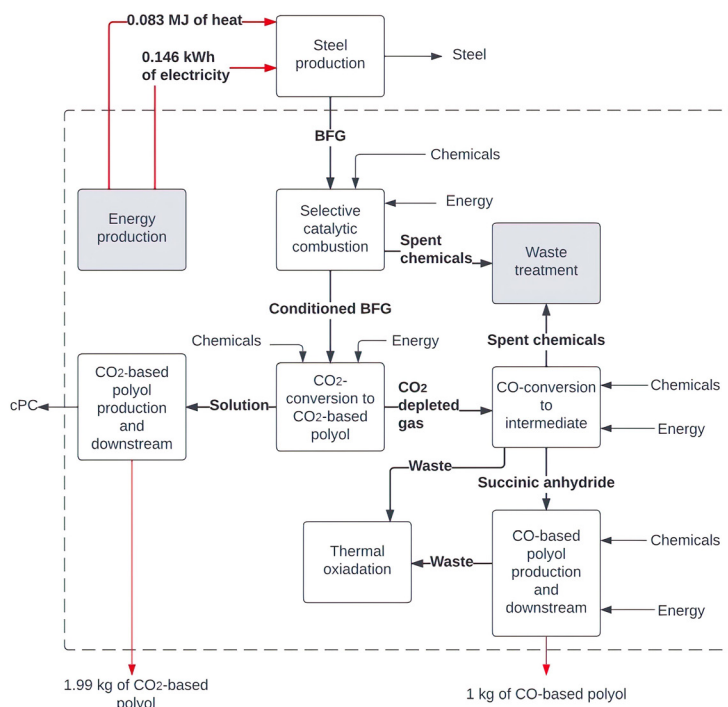 0.083 MJ of heat
0.146 kWh
of electricity
Steel
production
Steel
BFG
Chemicals
Energy
production
Selective
catalytic
combustion
Energy
Spent
chemicals
Waste
treatment
Conditioned BFG
Spent chemicals
Chemicals
Energy
cPC
CO2-based
polyol
production
and
downstream
Solution
CO2-
conversion to
CO2-based
polyol
CO2
depleted
gas
CO-conversion
to
intermediate
Chemicals
Energy
Waste
Succinic anhydride
Thermal
oxiadation
Waste
CO-based
polyol
production
and
downstream
Chemicals
Energy
1.99 kg of CO2-based
polyol
1 kg of CO-based polyol